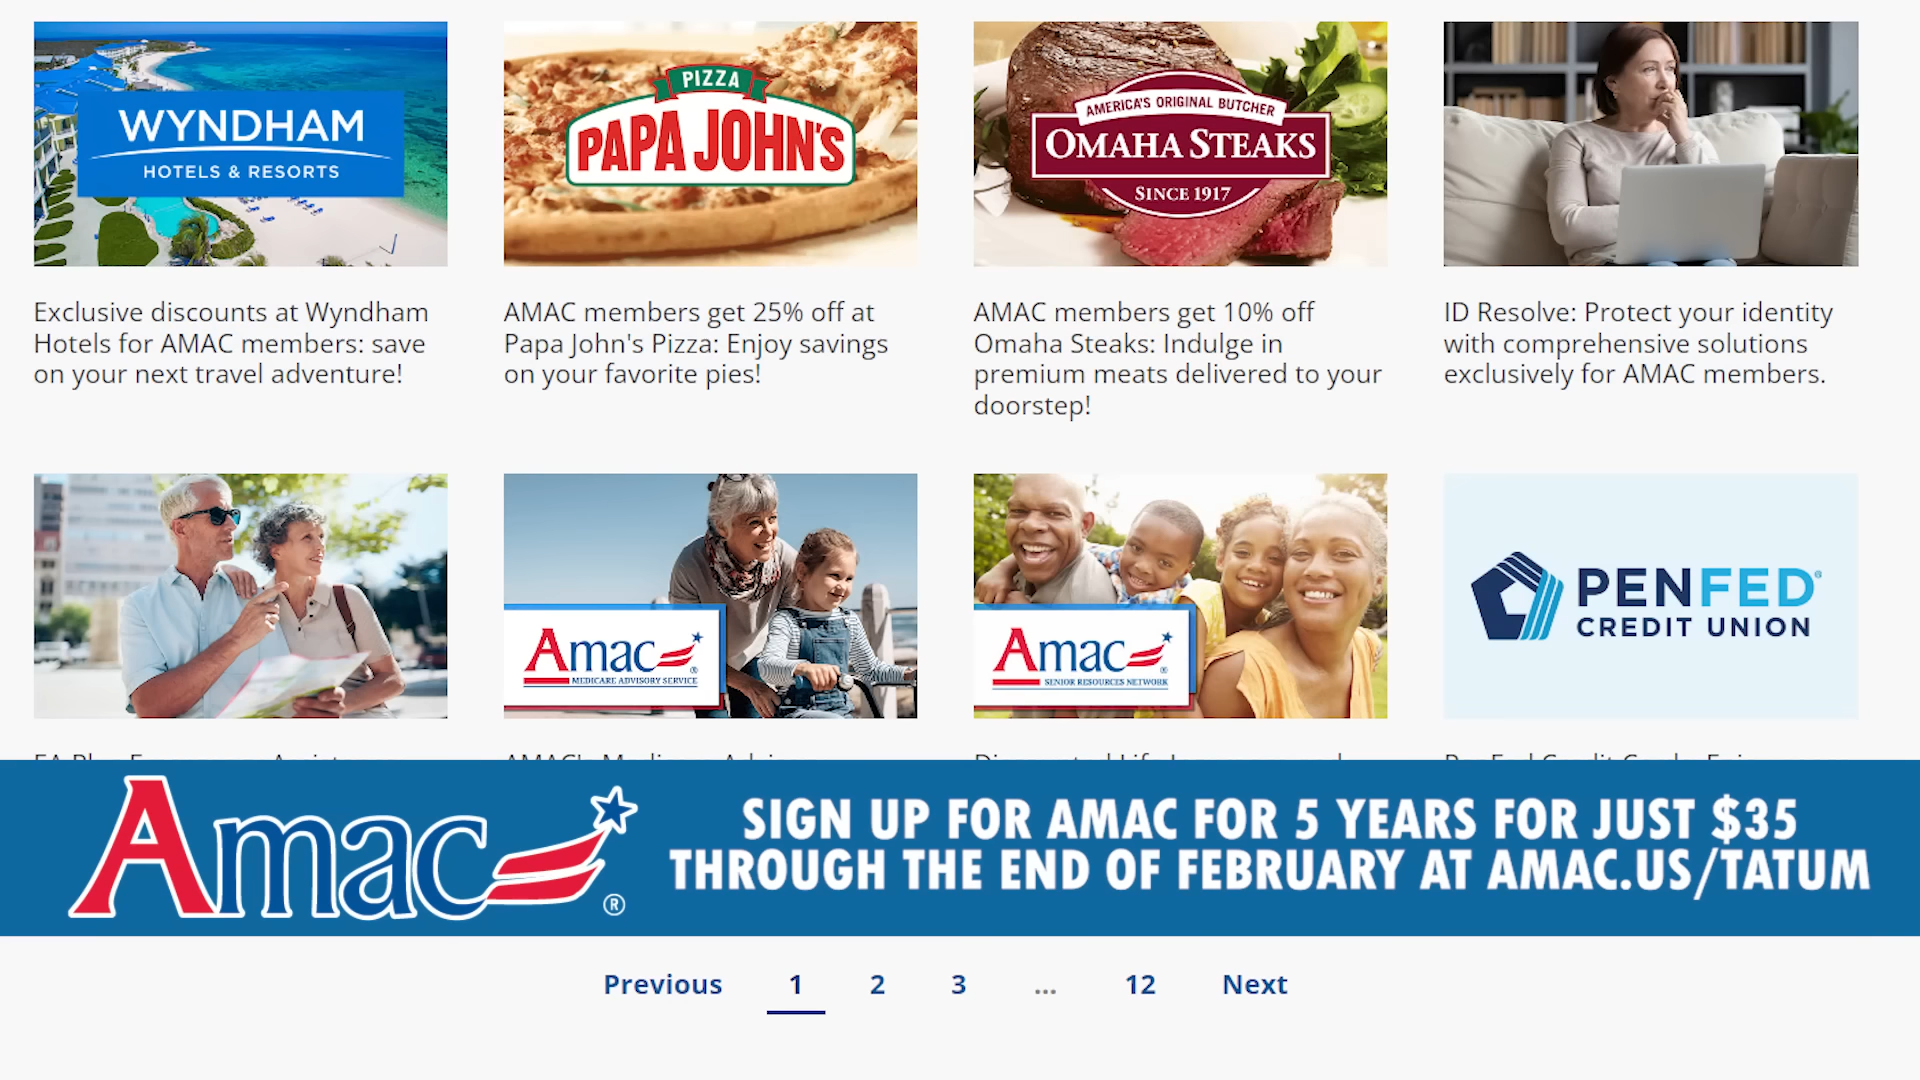 WYNDHAM
HOTELS & RESORTS
PIZZA
PAPA JOHN'S
AMERICA'S ORIGINAL BUTCHER
OMAHA STEAKS
SINCE 1917
Exclusive discounts at Wyndham
Hotels for AMAC members: save
on your next travel adventure!
AMAC members get 25% off at
Papa John's Pizza: Enjoy savings
on your favorite pies!
AMAC members get 10% off
Omaha Steaks: Indulge in
premium meats delivered to your
doorstep!
ID Resolve: Protect your identity
with comprehensive solutions
exclusively for AMAC members.
Amac®
MEDICARE ADVISORY SERVICE
Amac®
SENIOR RESOURCES NETWORK
PENFED®
CREDIT UNION
Amac®
SIGN UP FOR AMAC FOR 5 YEARS FOR JUST $35
THROUGH THE END OF FEBRUARY AT AMAC.US/TATUM
Previous 1 2 3 ... 12 Next